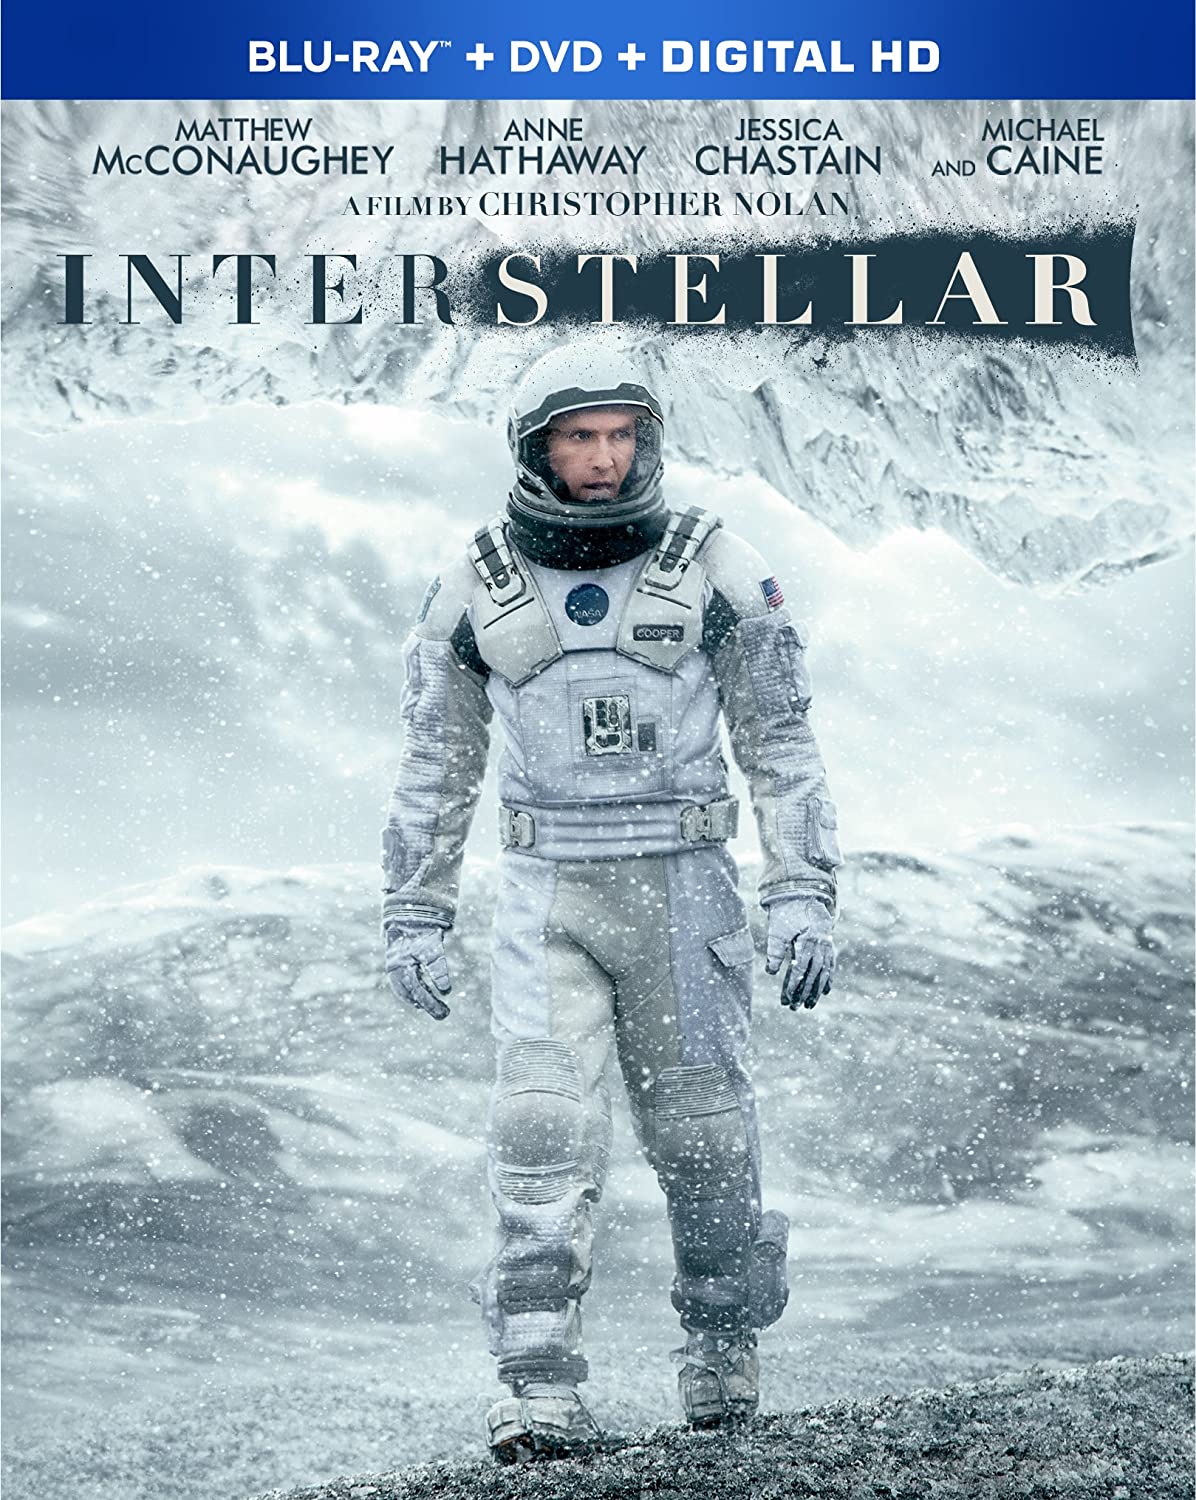 BLU-RAY™ + DVD + DIGITAL HD
MATTHEW McCONAUGHEY
ANNE HATHAWAY
JESSICA CHASTAIN
AND MICHAEL CAINE
A FILM BY CHRISTOPHER NOLAN
INTERSTELLAR
NASA
COOPER